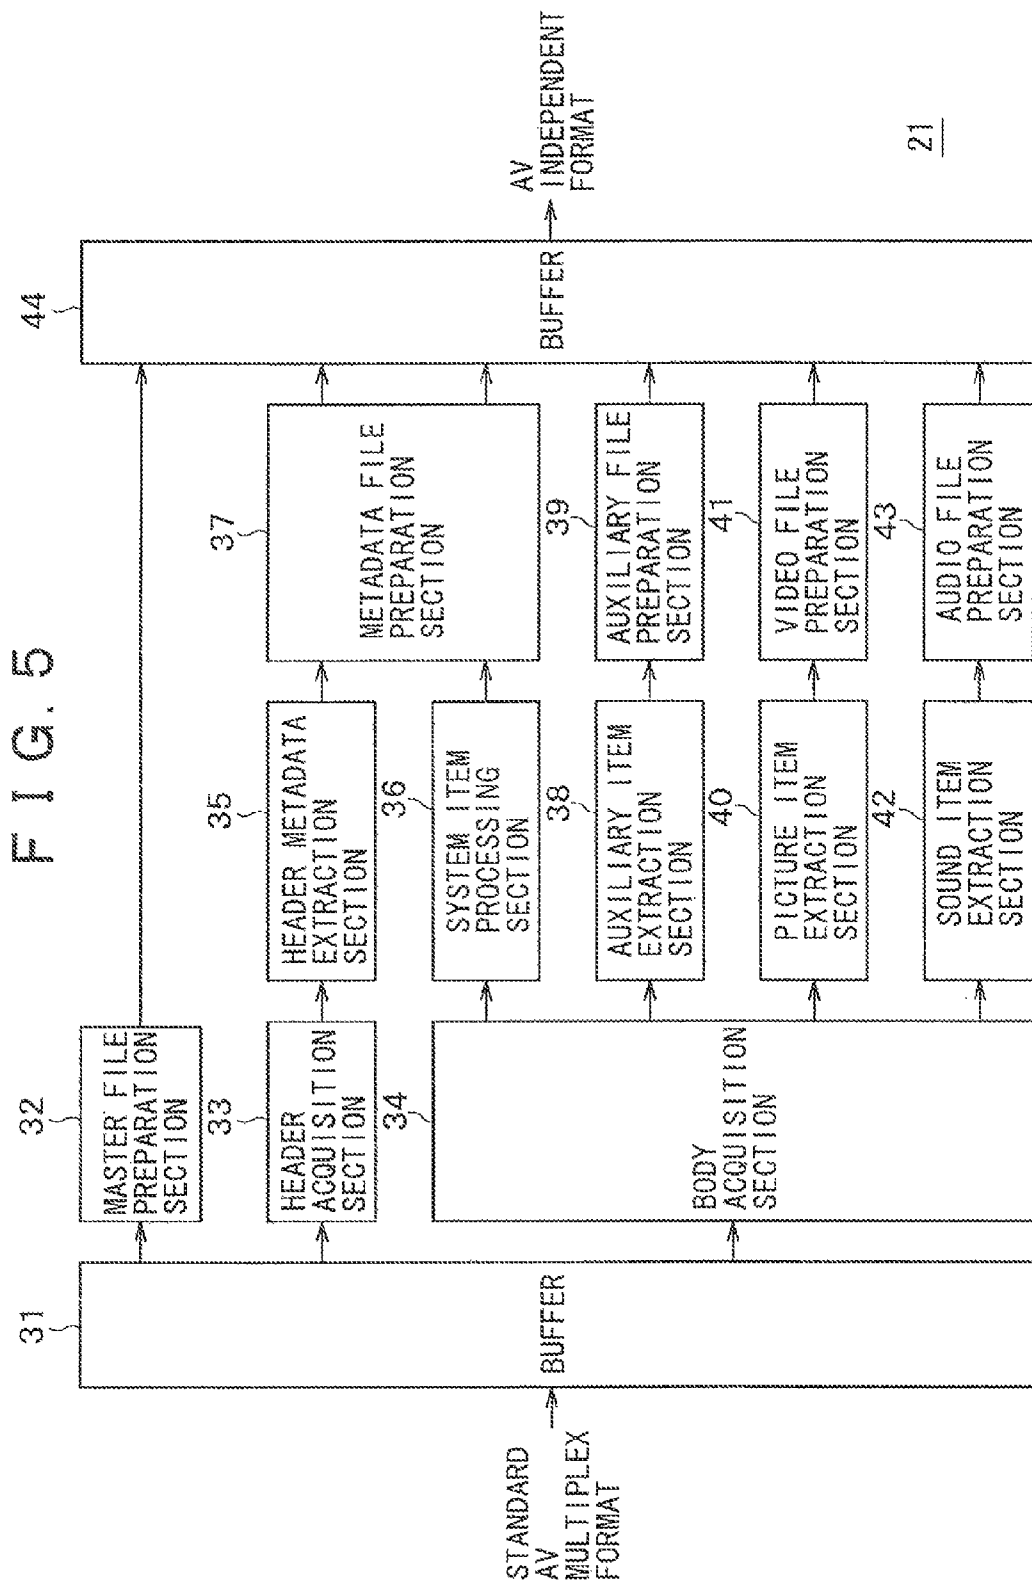 FIG. 5
STANDARD
AV
MULTIPLEX
FORMAT
31
BUFFER
32
MASTER FILE
PREPARATION
SECTION
33
HEADER
ACQUISITION
SECTION
34
BODY
ACQUISITION
SECTION
35
HEADER METADATA
EXTRACTION
SECTION
36
SYSTEM ITEM
PROCESSING
SECTION
38
AUXILIARY ITEM
EXTRACTION
SECTION
40
PICTURE ITEM
EXTRACTION
SECTION
42
SOUND ITEM
EXTRACTION
SECTION
37
METADATA FILE
PREPARATION
SECTION
39
AUXILIARY FILE
PREPARATION
SECTION
41
VIDEO FILE
PREPARATION
SECTION
43
AUDIO FILE
PREPARATION
SECTION
44
BUFFER
AV
INDEPENDENT
FORMAT
21